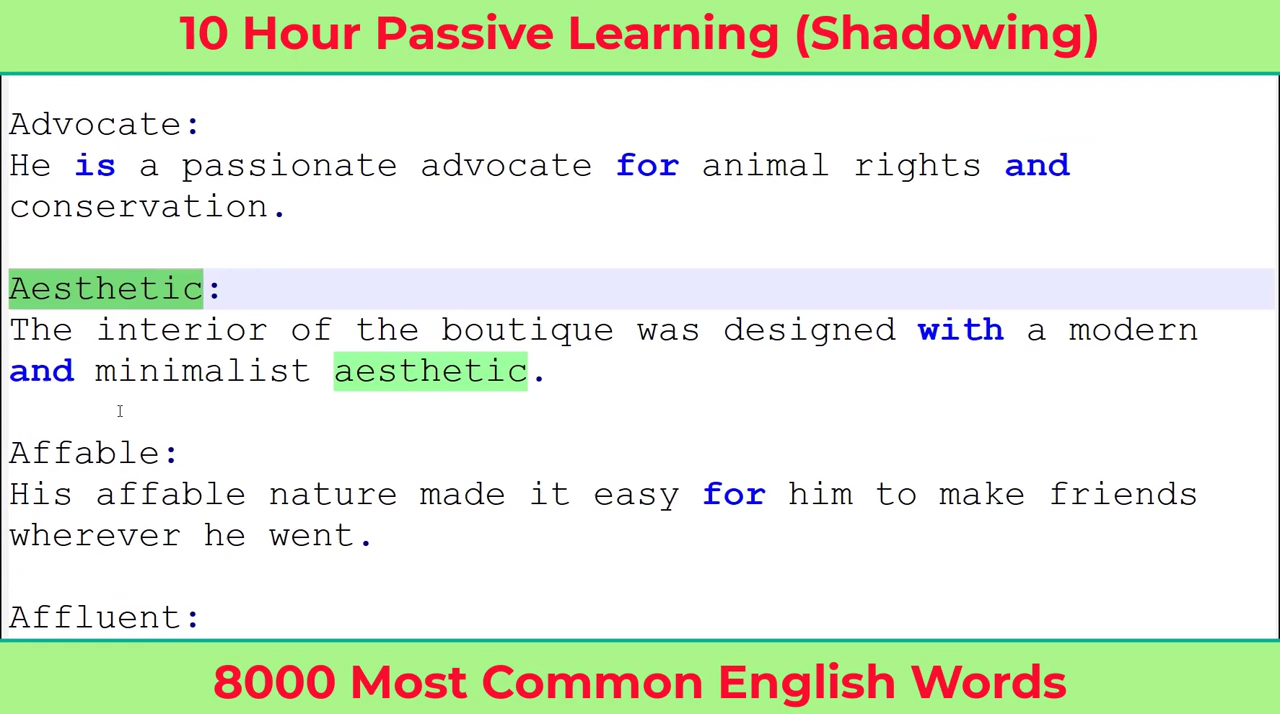 10 Hour Passive Learning (Shadowing)
Advocate:
He is a passionate advocate for animal rights and
conservation.
Aesthetic:
The interior of the boutique was designed with a modern
and minimalist aesthetic.
Affable:
His affable nature made it easy for him to make friends
wherever he went.
Affluent:
8000 Most Common English Words